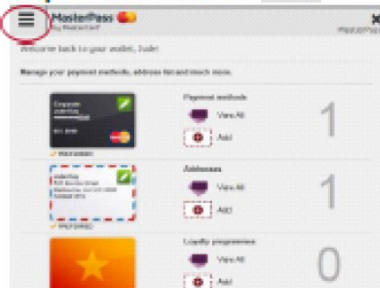 MasterPass
by MasterCard
MasterPass
Welcome back to your wallet, Jude!
Manage your payment methods, address list and much more.
Payment methods
View All
Add
1
PREFERRED
Addresses
View All
Add
1
PREFERRED
Loyalty programmes
View All
Add
0